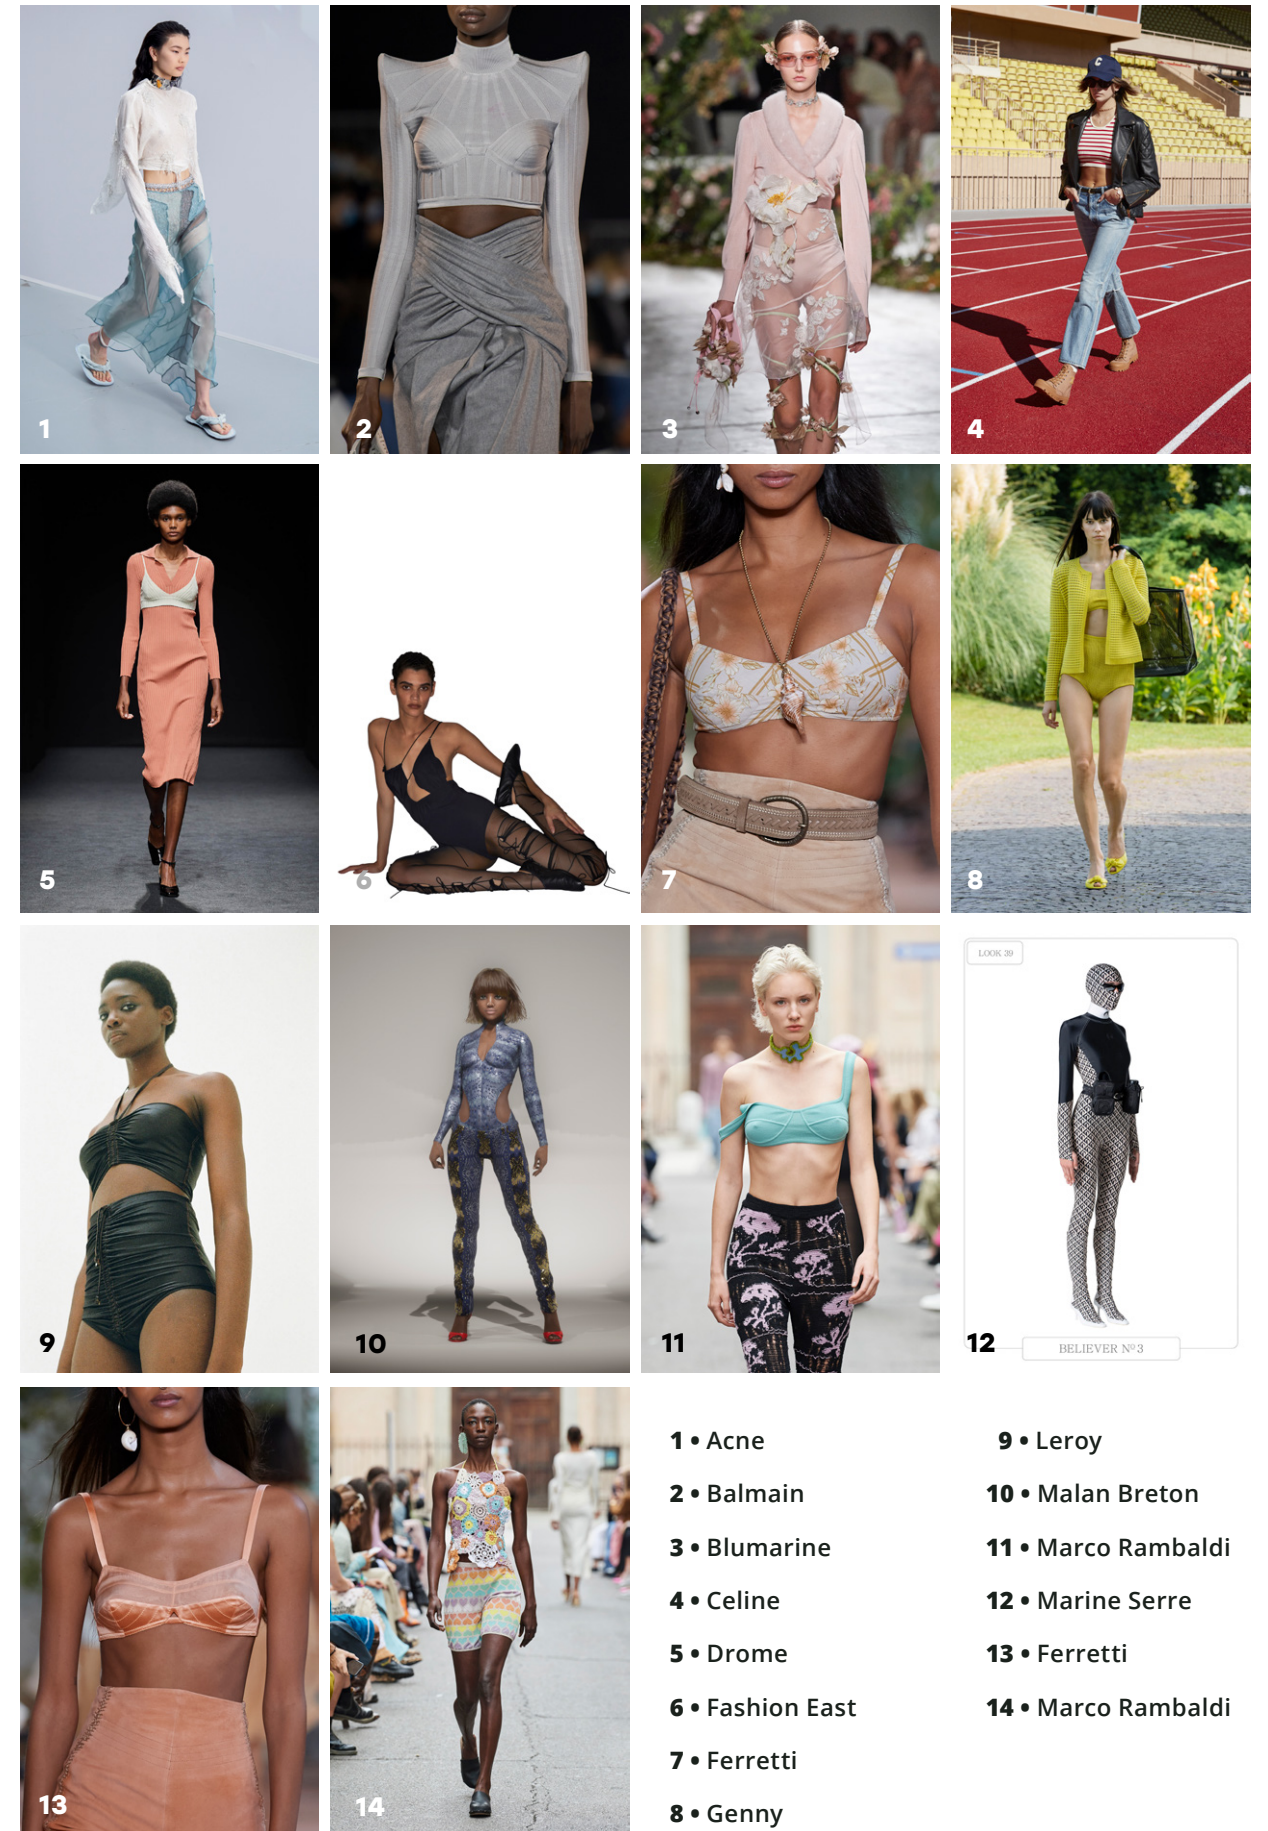 1
2
3
C
4
5
6
7
8
9
10
11
LOOK 39
12
BELIEVER Nº 3
13
14
1 • Acne
2 • Balmain
3 • Blumarine
4 • Celine
5 • Drome
6 • Fashion East
7 • Ferretti
8 • Genny
9 • Leroy
10 • Malan Breton
11 • Marco Rambaldi
12 • Marine Serre
13 • Ferretti
14 • Marco Rambaldi